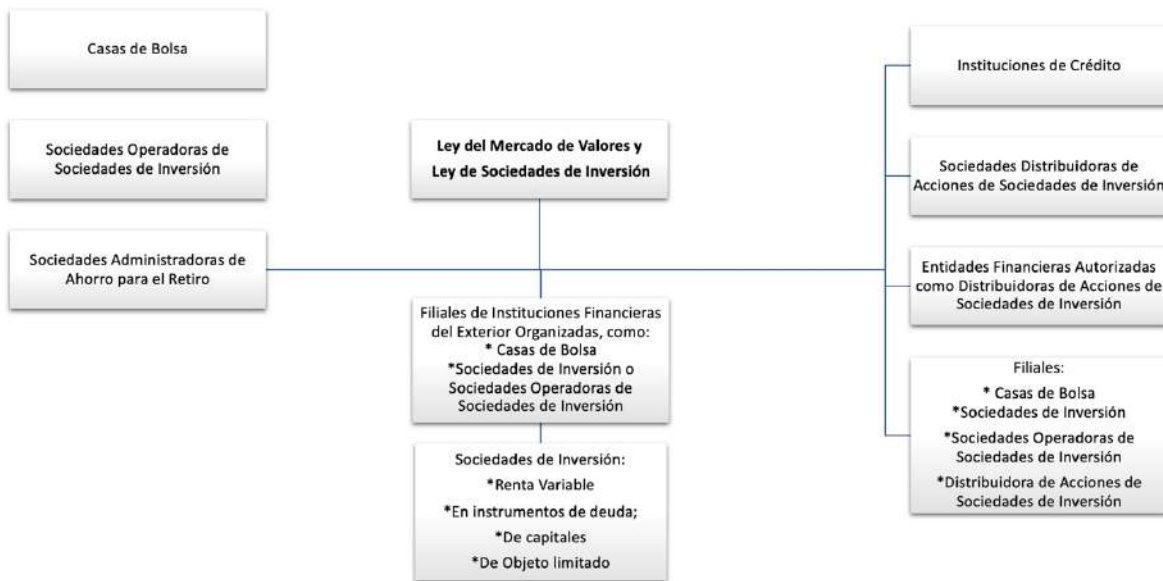 Casas de Bolsa
Sociedades Operadoras de
Sociedades de Inversión
Sociedades Administradoras de
Ahorro para el Retiro
Ley del Mercado de Valores y
Ley de Sociedades de Inversión
Filiales de Instituciones Financieras
del Exterior Organizadas, como:
* Casas de Bolsa
*Sociedades de Inversión o
Sociedades Operadoras de
Sociedades de Inversión
Sociedades de Inversión:
*Renta Variable
*En instrumentos de deuda;
*De capitales
*De Objeto limitado
Instituciones de Crédito
Sociedades Distribuidoras de
Acciones de Sociedades de Inversión
Entidades Financieras Autorizadas
como Distribuidoras de Acciones de
Sociedades de Inversión
Filiales:
* Casas de Bolsa
*Sociedades de Inversión
*Sociedades Operadoras de
Sociedades de Inversión
*Distribuidora de Acciones de
Sociedades de Inversión